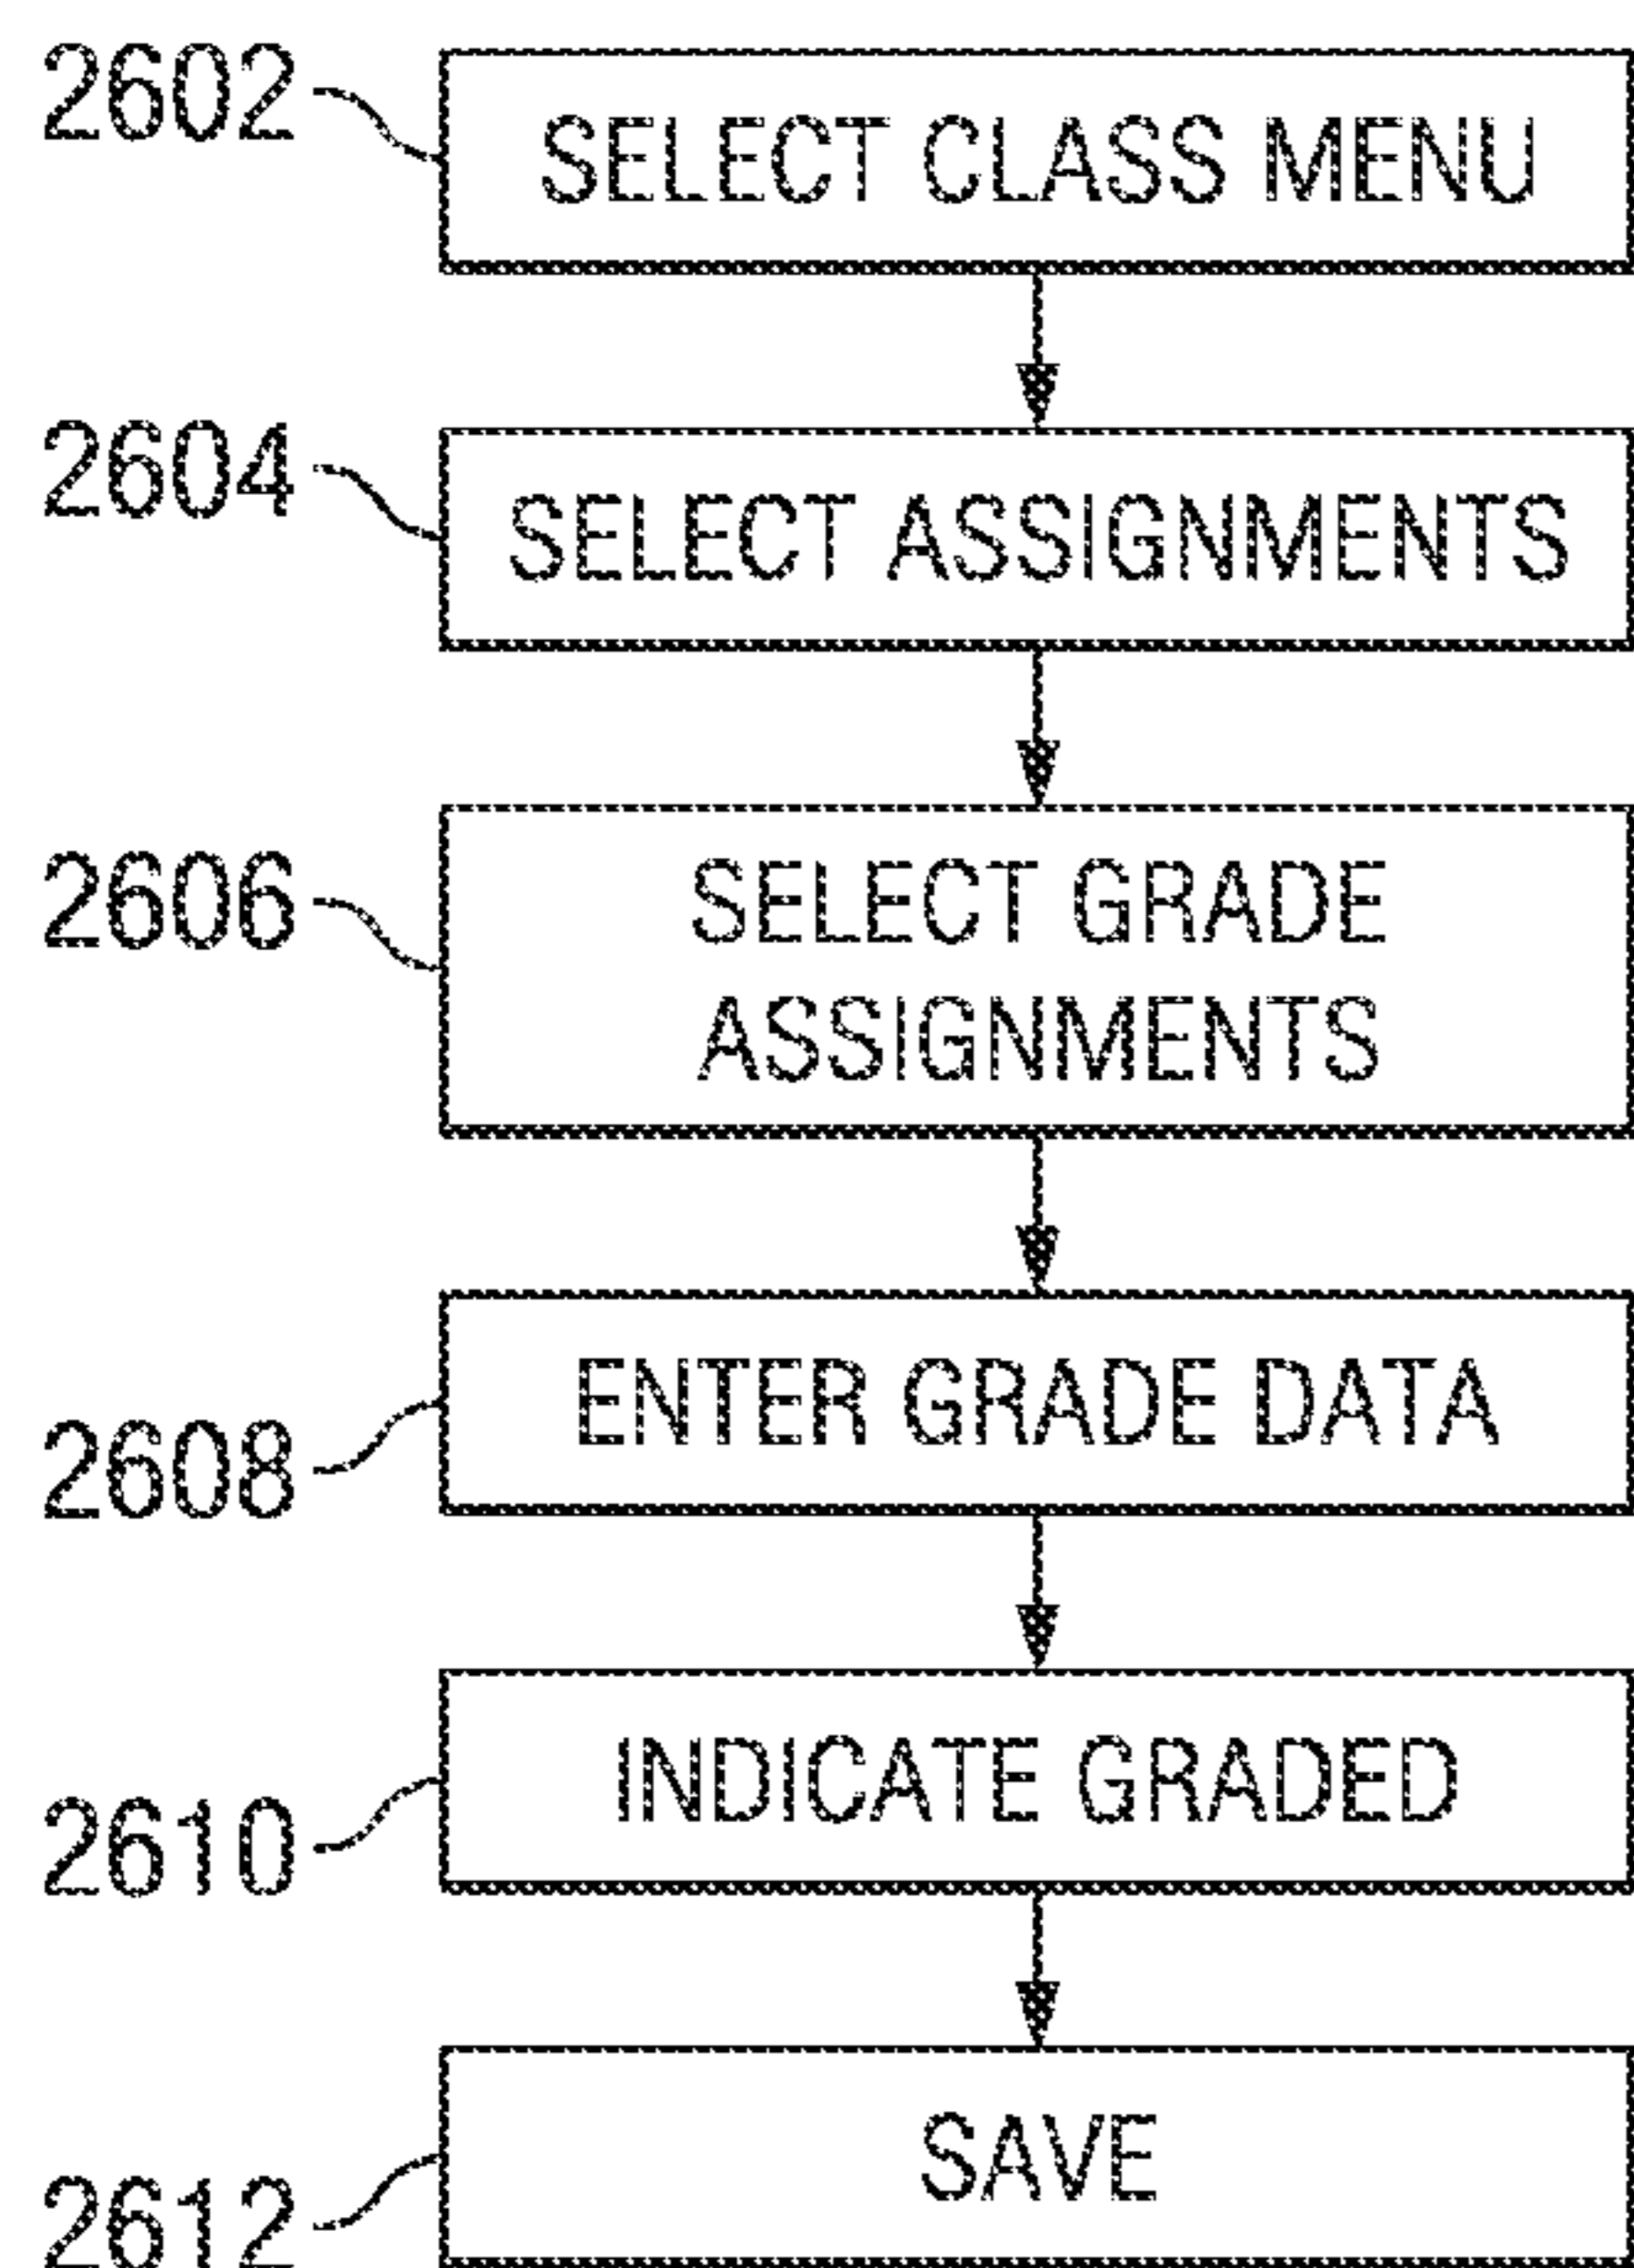 2602
SELECT CLASS MENU
2604
SELECT ASSIGNMENTS
2606
SELECT GRADE
ASSIGNMENTS
2608
ENTER GRADE DATA
2610
INDICATE GRADED
2612
SAVE